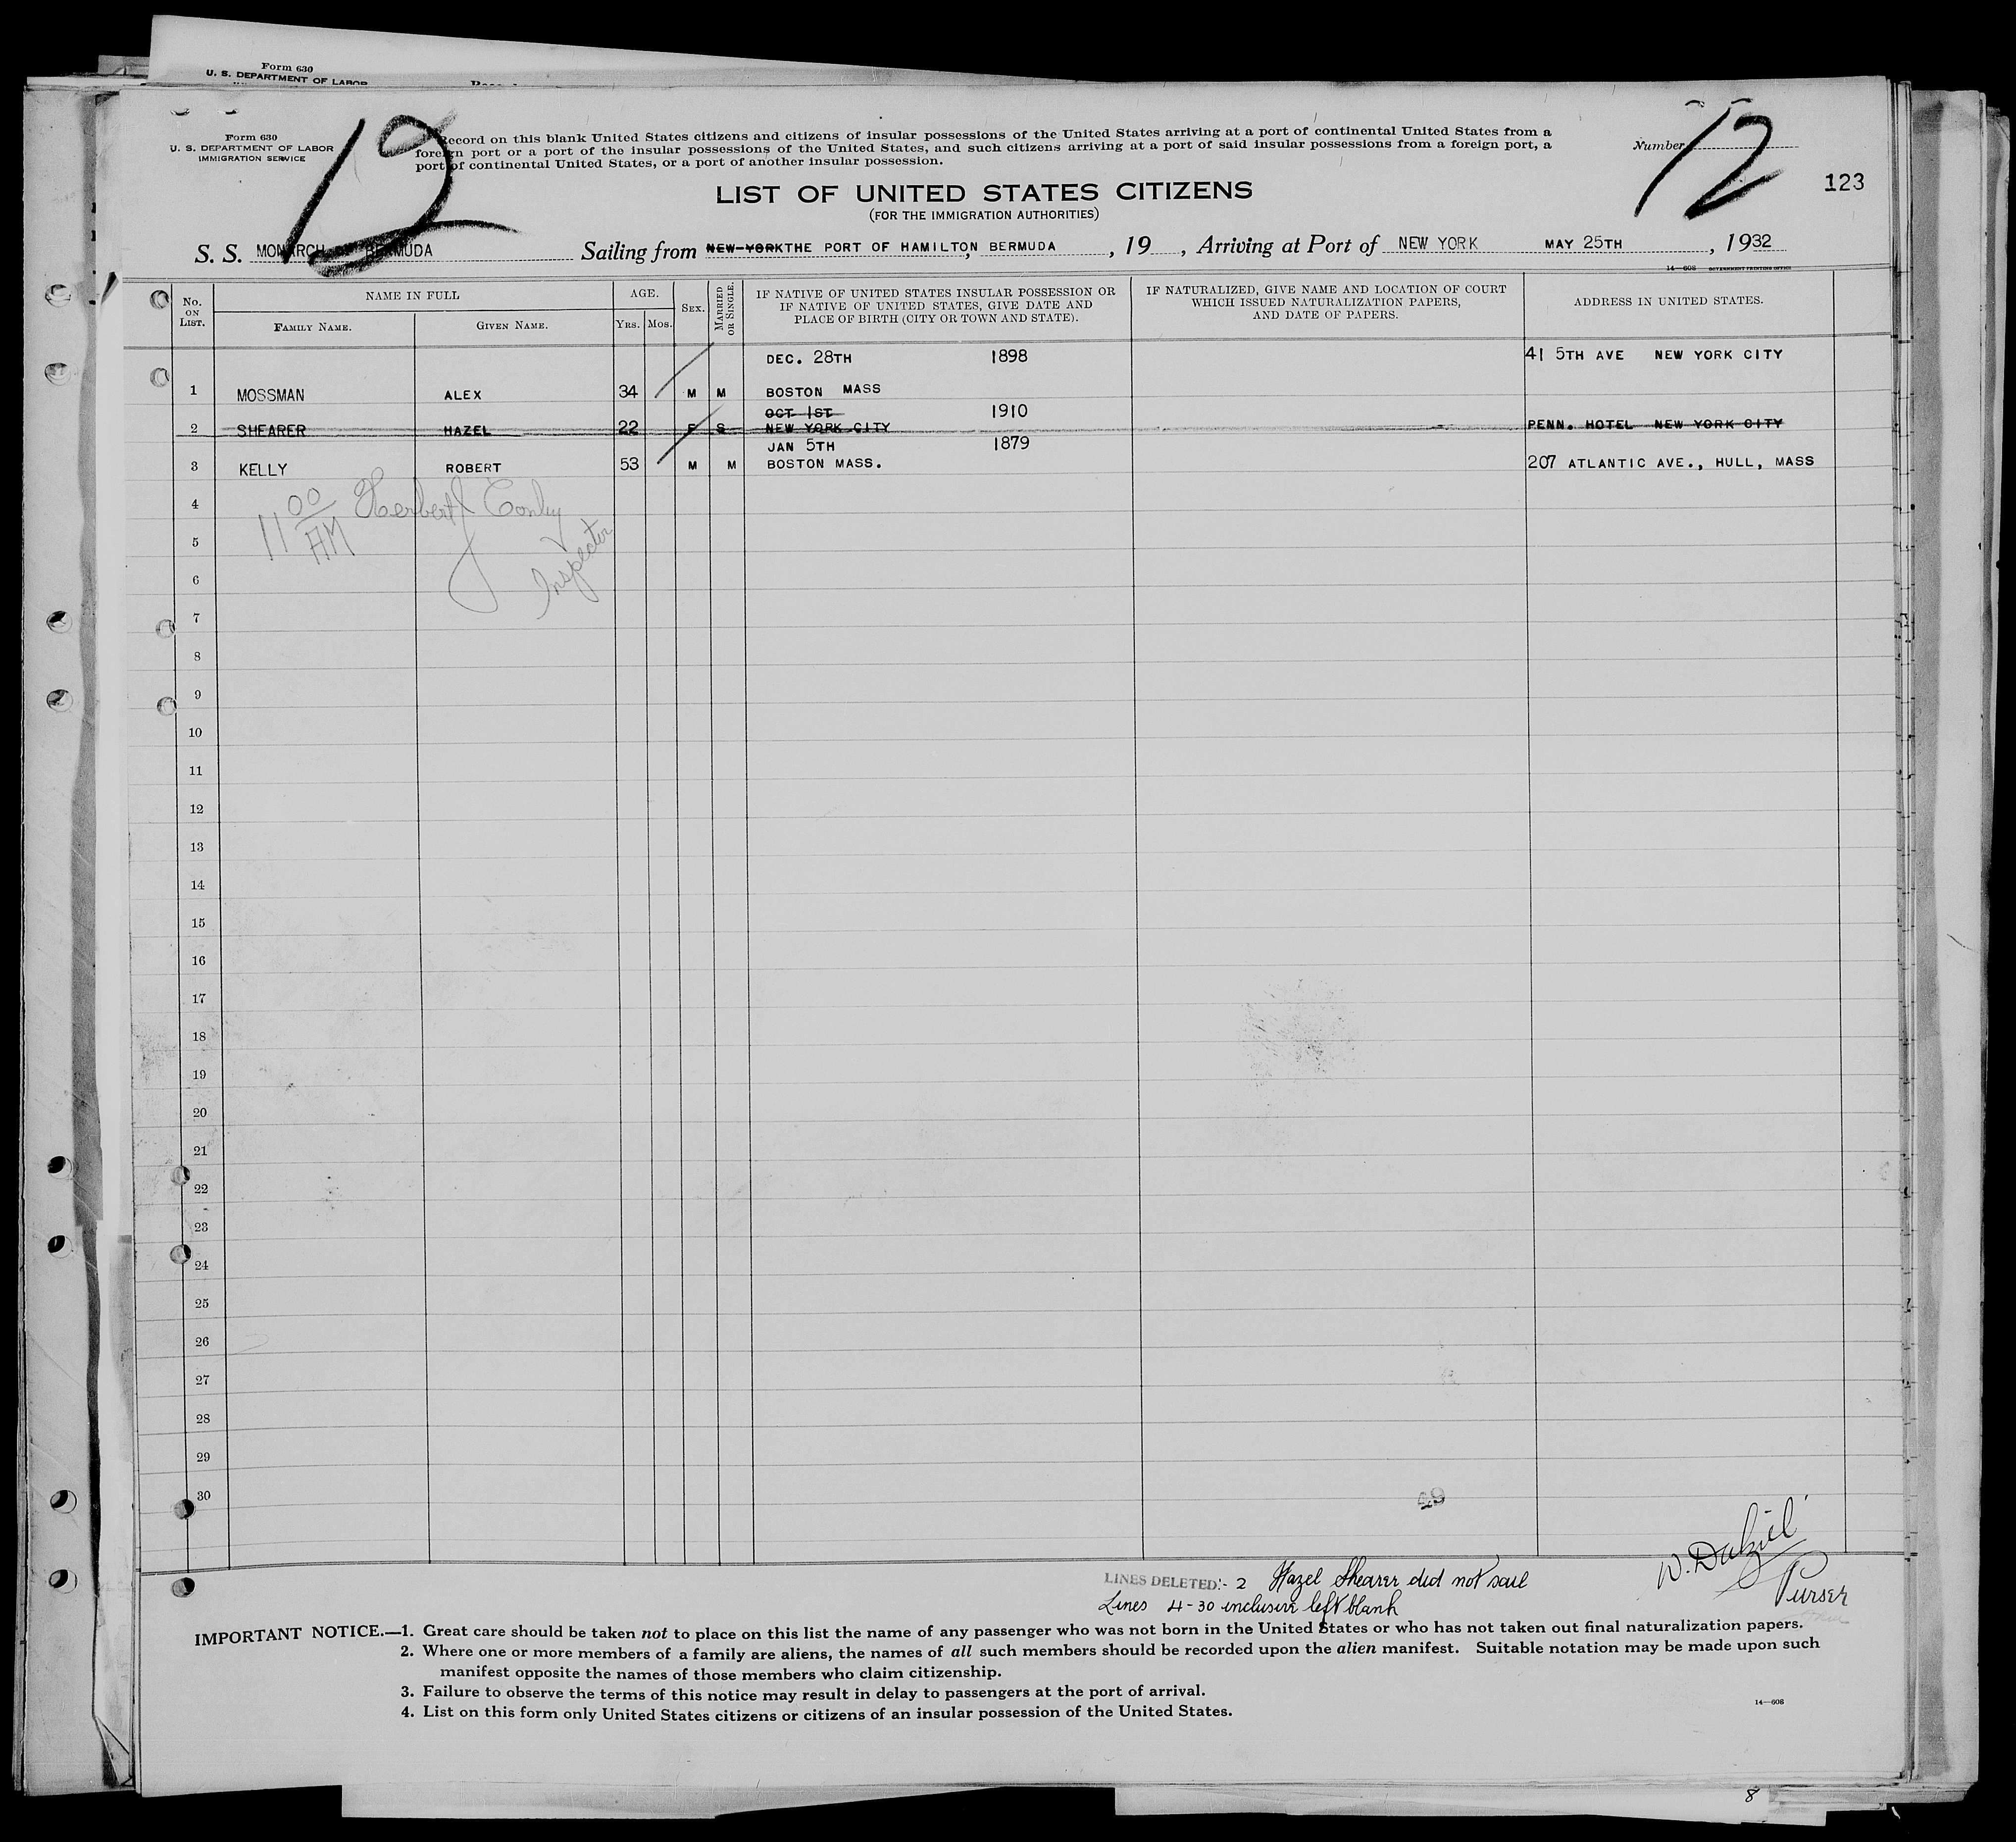 Form 630
U. S. DEPARTMENT OF LABOR
Form 630
U. S. DEPARTMENT OF LABOR
IMMIGRATION SERVICE
12
Record on this blank United States citizens and citizens of insular possessions of the United States arriving at a port of continental United States from a
foreign port or a port of the insular possessions of the United States, and such citizens arriving at a port of said insular possessions from a foreign port, a
port of continental United States, or a port of another insular possession.
Number 12
123
LIST OF UNITED STATES CITIZENS
(FOR THE IMMIGRATION AUTHORITIES)
S. S. MONARCH OF BERMUDA Sailing from NEW YORK THE PORT OF HAMILTON, BERMUDA, 19 , Arriving at Port of NEW YORK MAY 25TH, 1932
14—608 GOVERNMENT PRINTING OFFICE
No. ON LIST. NAME IN FULL AGE. SEX. MARRIED OR SINGLE. IF NATIVE OF UNITED STATES INSULAR POSSESSION OR IF NATIVE OF UNITED STATES, GIVE DATE AND PLACE OF BIRTH (CITY OR TOWN AND STATE). IF NATURALIZED, GIVE NAME AND LOCATION OF COURT WHICH ISSUED NATURALIZATION PAPERS, AND DATE OF PAPERS. ADDRESS IN UNITED STATES.
FAMILY NAME. GIVEN NAME. YRS. MOS.
DEC. 28TH 1898 41 5TH AVE NEW YORK CITY
1 MOSSMAN ALEX 34 M M BOSTON MASS
OCT 1ST 1910
2 SHEARER HAZEL 22 F S NEW YORK CITY PENN. HOTEL NEW YORK CITY
JAN 5TH 1879
3 KELLY ROBERT 53 M M BOSTON MASS. 207 ATLANTIC AVE., HULL, MASS
4
11 00 AM Herbert J Conley
Inspector
5
6
7
8
9
10
11
12
13
14
15
16
17
18
19
20
21
22
23
24
25
26
27
28
29
30
49
W. Dalziel
Purser
LINES DELETED:- 2 Hazel Shearer did not sail
Lines 4-30 inclusive left blank
IMPORTANT NOTICE.—1. Great care should be taken not to place on this list the name of any passenger who was not born in the United States or who has not taken out final naturalization papers.
2. Where one or more members of a family are aliens, the names of all such members should be recorded upon the alien manifest. Suitable notation may be made upon such
manifest opposite the names of those members who claim citizenship.
3. Failure to observe the terms of this notice may result in delay to passengers at the port of arrival.
4. List on this form only United States citizens or citizens of an insular possession of the United States.
14—608
8